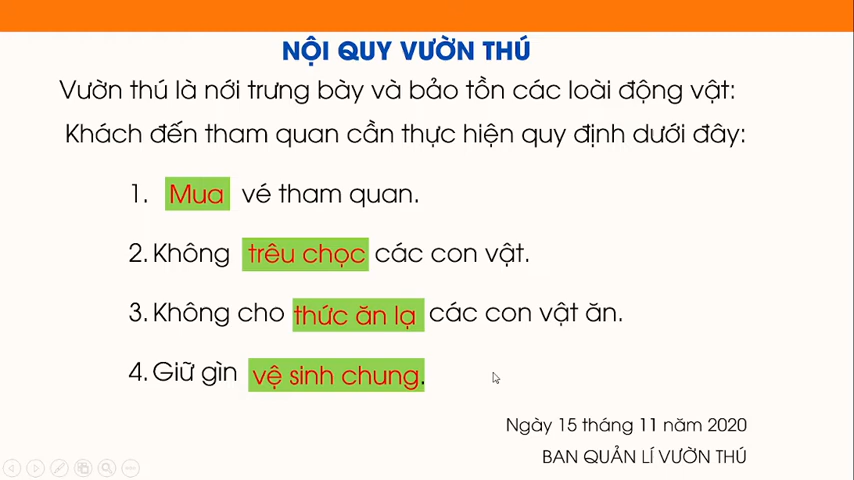 NỘI QUY VƯỜN THÚ
Vườn thú là nới trưng bày và bảo tồn các loài động vật:
Khách đến tham quan cần thực hiện quy định dưới đây:
1. Mua vé tham quan.
2. Không trêu chọc các con vật.
3. Không cho thức ăn lạ các con vật ăn.
4. Giữ gìn vệ sinh chung.
Ngày 15 tháng 11 năm 2020
BAN QUẢN LÍ VƯỜN THÚ